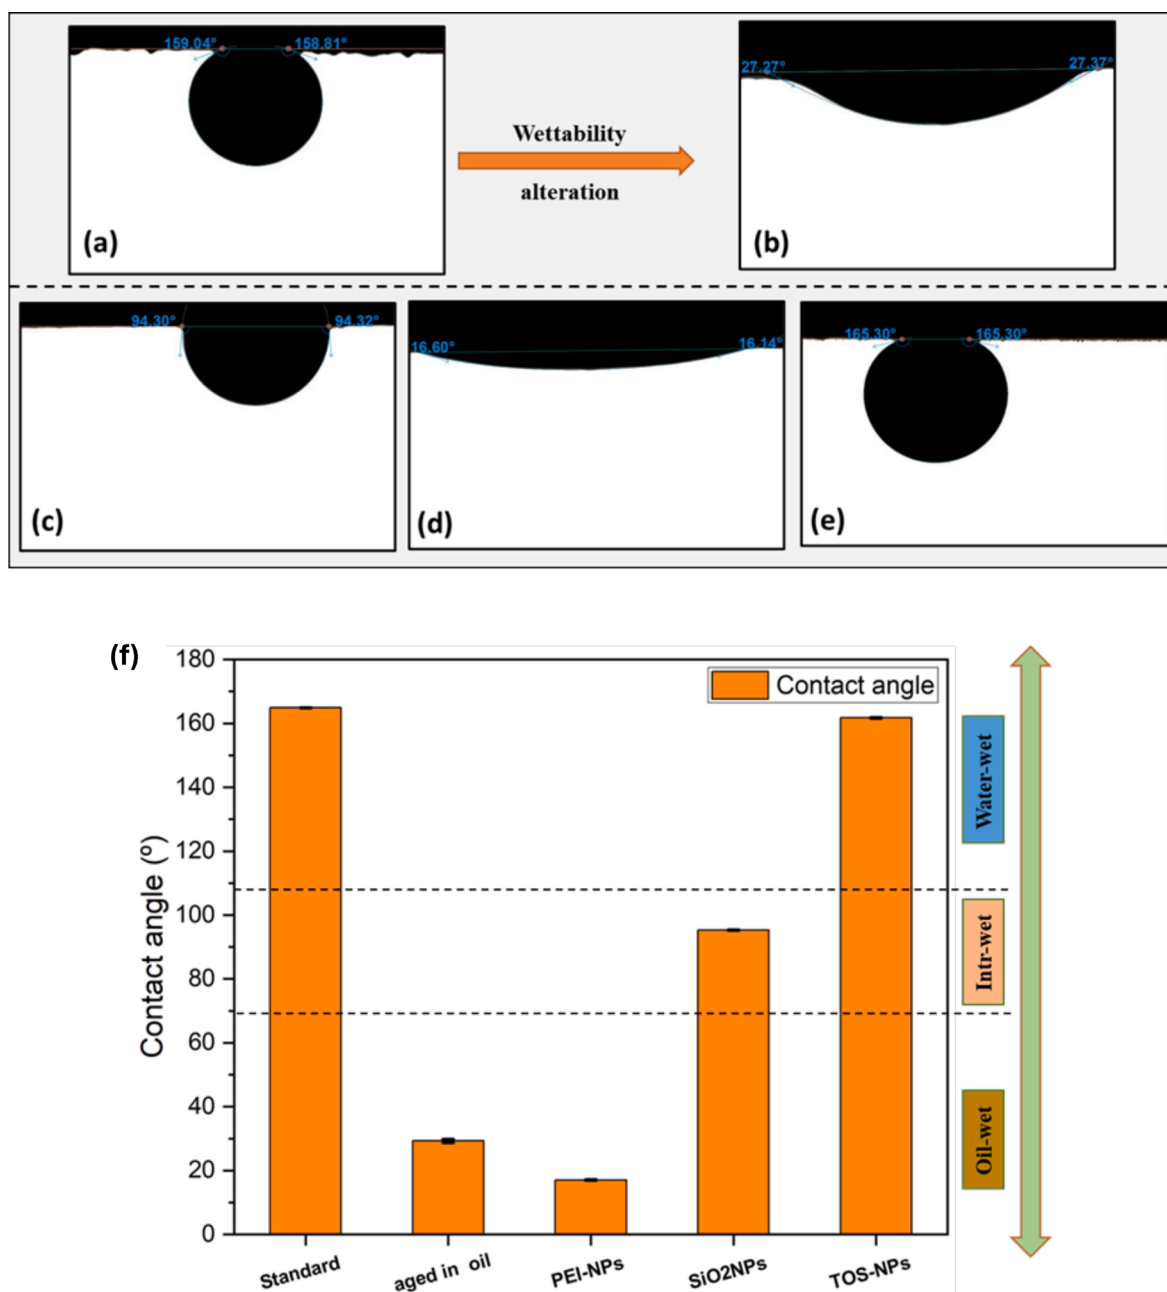 159.04° 158.81°
(a)
Wettability
alteration
27.27° 27.37°
(b)
94.30° 94.32°
(c)
16.60° 16.14°
(d)
165.30° 165.30°
(e)
(f)
Contact angle
Contact angle (º)
180
160
140
120
100
80
60
40
20
0
Standard
aged in oil
PEI-NPs
SiO2NPs
TOS-NPs
Water-wet
Intr-wet
Oil-wet